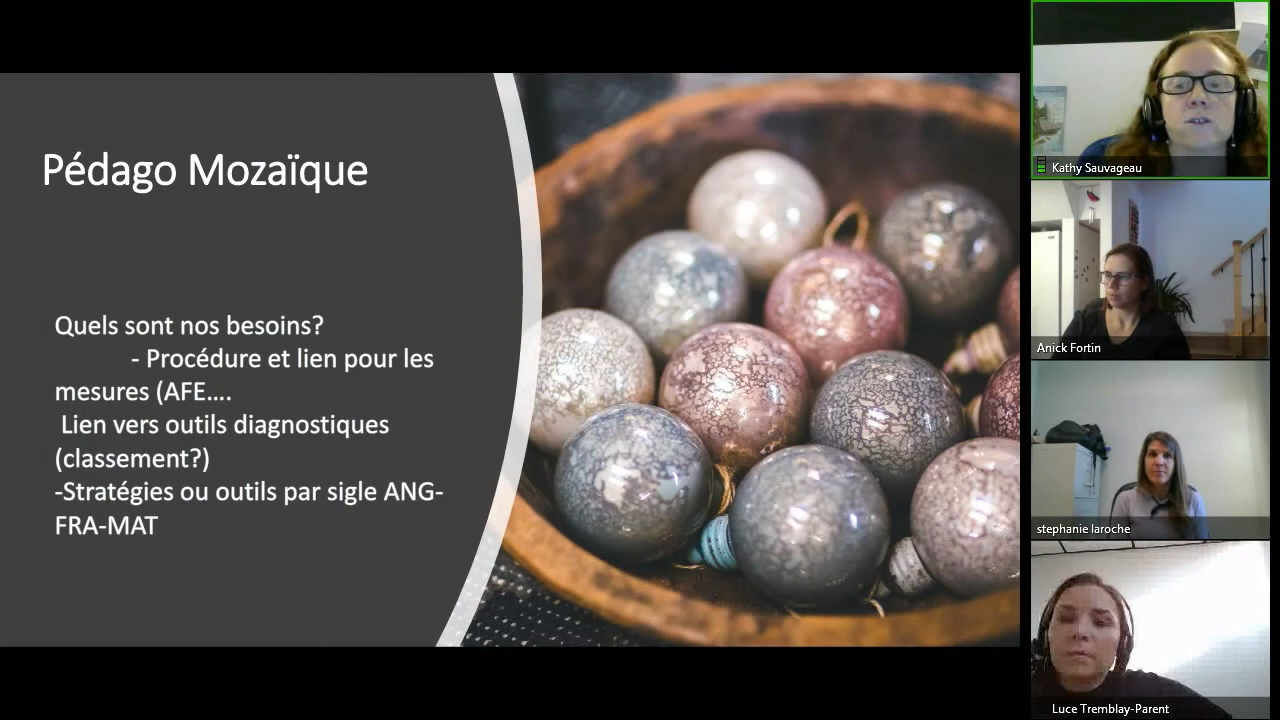 Pédago Mozaïque
Quels sont nos besoins?
- Procédure et lien pour les
mesures (AFE....
Lien vers outils diagnostiques
(classement?)
-Stratégies ou outils par sigle ANG-
FRA-MAT
Kathy Sauvageau
Anick Fortin
stephanie laroche
Luce Tremblay-Parent